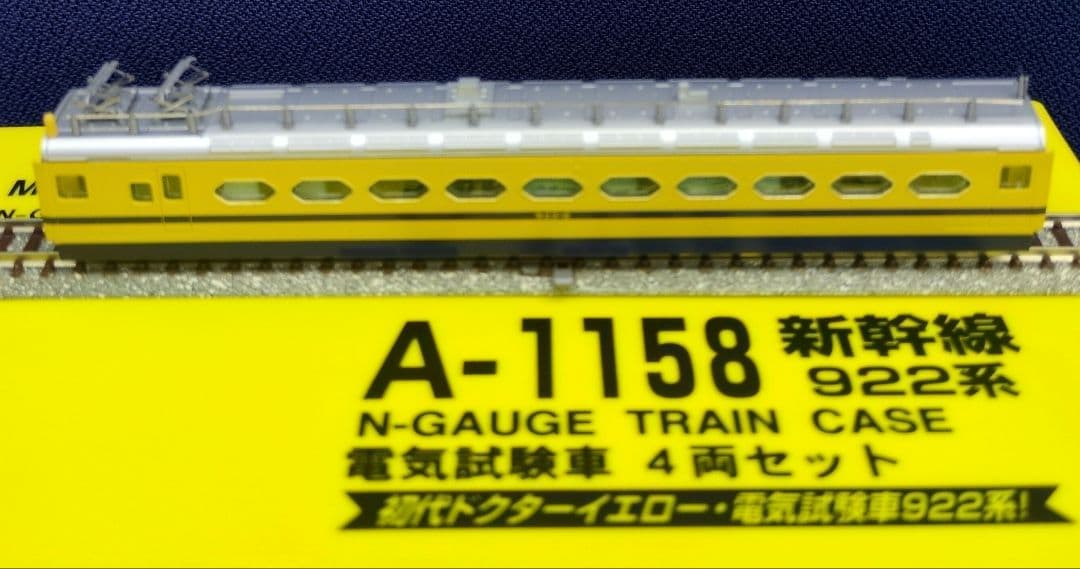 M
N-G
A-1158 新幹線
922系
N-GAUGE TRAIN CASE
電気試験車 4両セット
初代ドクターイエロー・電気試験車922系!